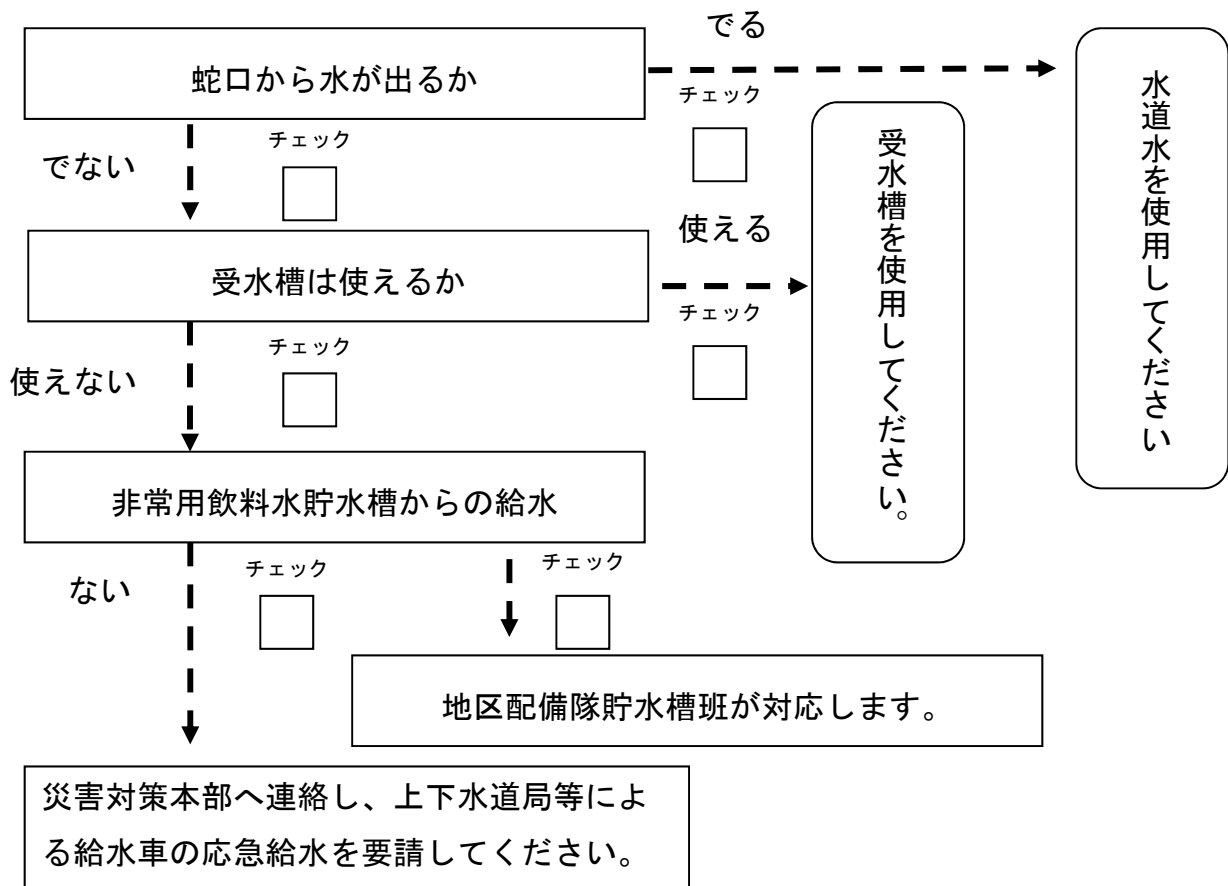 でる
蛇口から水が出るか
チェック
チェック
でない
水道水を使用してください
受水槽を使用してください。
使える
受水槽は使えるか
チェック
チェック
使えない
非常用飲料水貯水槽からの給水
チェック
チェック
ない
地区配備隊貯水槽班が対応します。
災害対策本部へ連絡し、上下水道局等によ
る給水車の応急給水を要請してください。